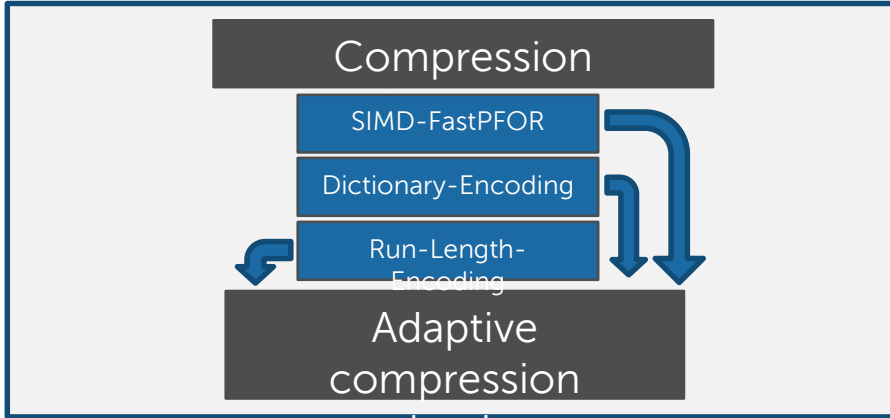 Compression
SIMD-FastPFOR
Dictionary-Encoding
Run-Length-
Encoding
Adaptive
compression